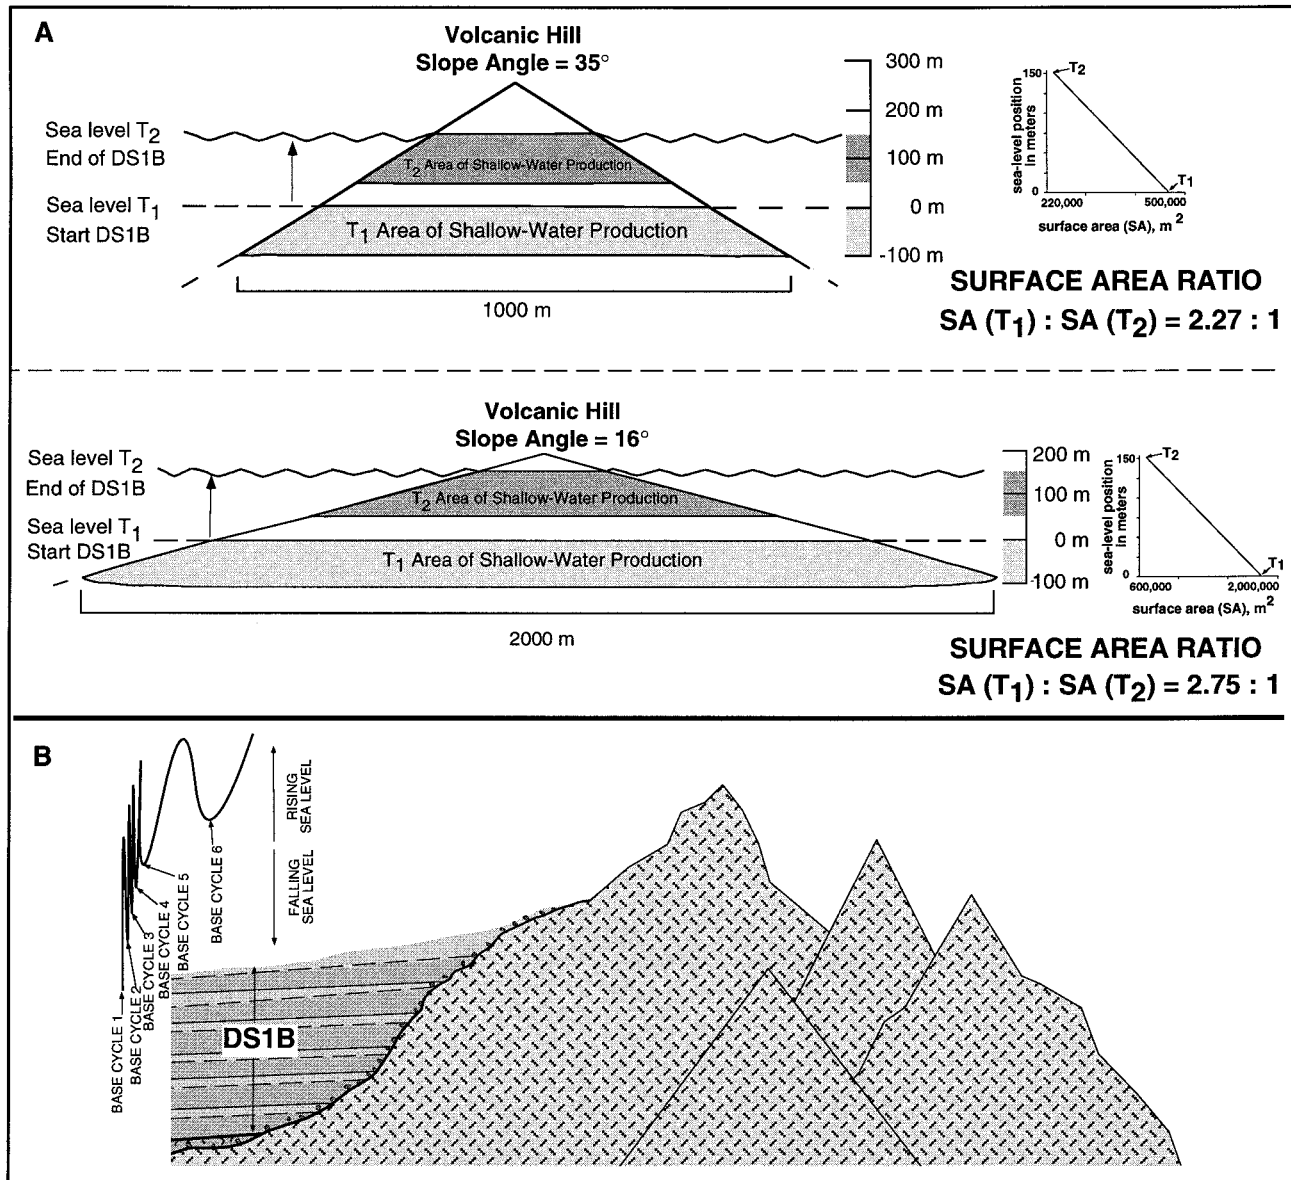 A
Volcanic Hill
Slope Angle = 35°
300 m
200 m
100 m
0 m
-100 m
Sea level T2
End of DS1B
Sea level T1
Start DS1B
T2 Area of Shallow-Water Production
T1 Area of Shallow-Water Production
1000 m
sea-level position
in meters
150
0
T2
T1
220,000
500,000
surface area (SA), m2
SURFACE AREA RATIO
SA (T1) : SA (T2) = 2.27 : 1
Volcanic Hill
Slope Angle = 16°
Sea level T2
End of DS1B
Sea level T1
Start DS1B
T2 Area of Shallow-Water Production
T1 Area of Shallow-Water Production
2000 m
200 m
100 m
0 m
-100 m
sea-level position
in meters
150
0
T2
T1
600,000
2,000,000
surface area (SA), m2
SURFACE AREA RATIO
SA (T1) : SA (T2) = 2.75 : 1
B
RISING
SEA LEVEL
FALLING
SEA LEVEL
BASE CYCLE 1
BASE CYCLE 2
BASE CYCLE 3
BASE CYCLE 4
BASE CYCLE 5
BASE CYCLE 6
DS1B